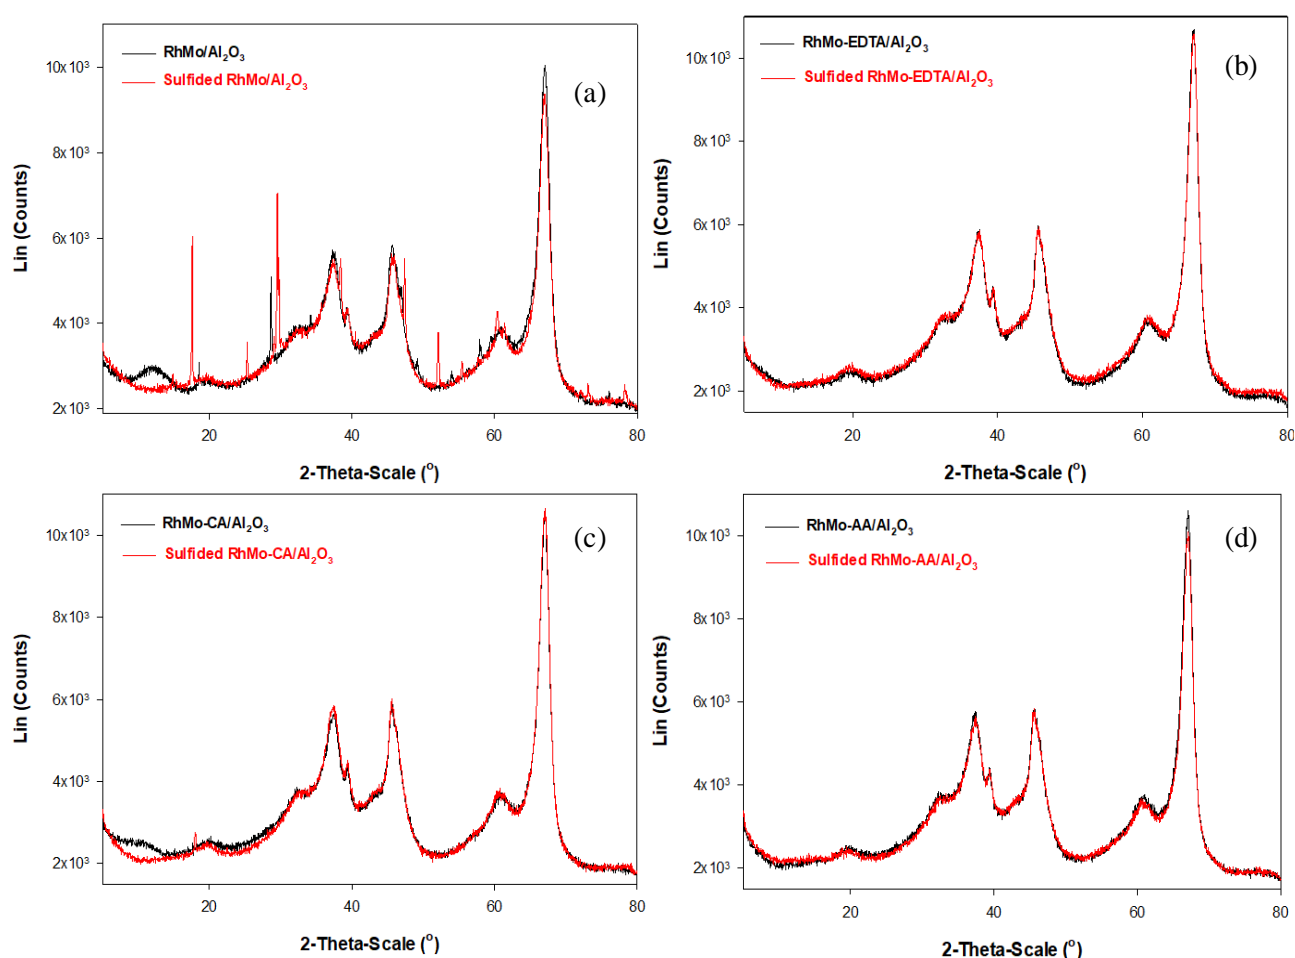 RhMo/Al₂O₃
Sulfided RhMo/Al₂O₃
(a)
10x10³
8x10³
6x10³
4x10³
2x10³
Lin (Counts)
20 40 60 80
2-Theta-Scale (°)
RhMo-EDTA/Al₂O₃
Sulfided RhMo-EDTA/Al₂O₃
(b)
10x10³
8x10³
6x10³
4x10³
2x10³
Lin (Counts)
20 40 60 80
2-Theta-Scale (°)
RhMo-CA/Al₂O₃
Sulfided RhMo-CA/Al₂O₃
(c)
10x10³
8x10³
6x10³
4x10³
2x10³
Lin (Counts)
20 40 60 80
2-Theta-Scale (°)
RhMo-AA/Al₂O₃
Sulfided RhMo-AA/Al₂O₃
(d)
10x10³
8x10³
6x10³
4x10³
2x10³
Lin (Counts)
20 40 60 80
2-Theta-Scale (°)